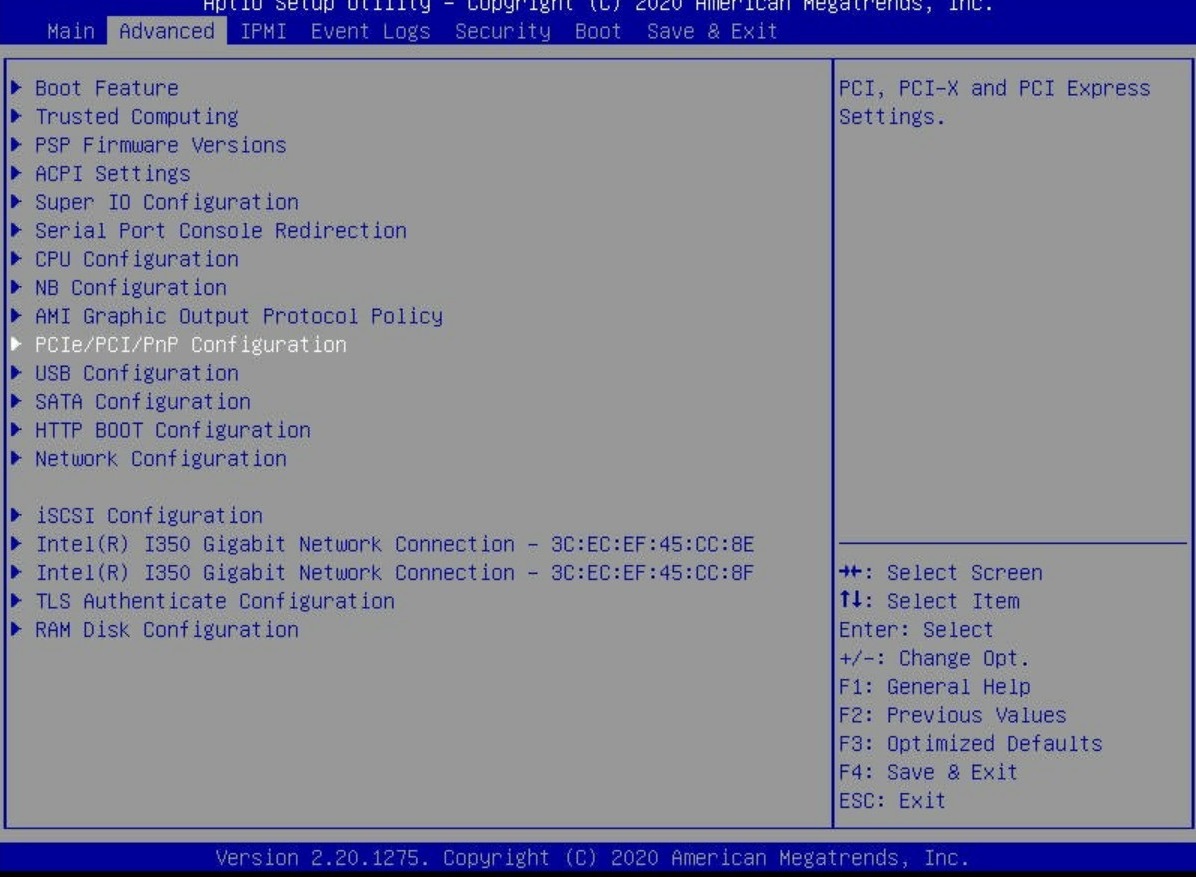 Aptio Setup Utility – Copyright (C) 2020 American Megatrends, Inc.
Main Advanced IPMI Event Logs Security Boot Save & Exit
Boot Feature
Trusted Computing
PSP Firmware Versions
ACPI Settings
Super IO Configuration
Serial Port Console Redirection
CPU Configuration
NB Configuration
AMI Graphic Output Protocol Policy
PCIe/PCI/PnP Configuration
USB Configuration
SATA Configuration
HTTP BOOT Configuration
Network Configuration
iSCSI Configuration
Intel(R) I350 Gigabit Network Connection – 3C:EC:EF:45:CC:8E
Intel(R) I350 Gigabit Network Connection – 3C:EC:EF:45:CC:8F
TLS Authenticate Configuration
RAM Disk Configuration
PCI, PCI-X and PCI Express
Settings.
→←: Select Screen
↑↓: Select Item
Enter: Select
+/-: Change Opt.
F1: General Help
F2: Previous Values
F3: Optimized Defaults
F4: Save & Exit
ESC: Exit
Version 2.20.1275. Copyright (C) 2020 American Megatrends, Inc.